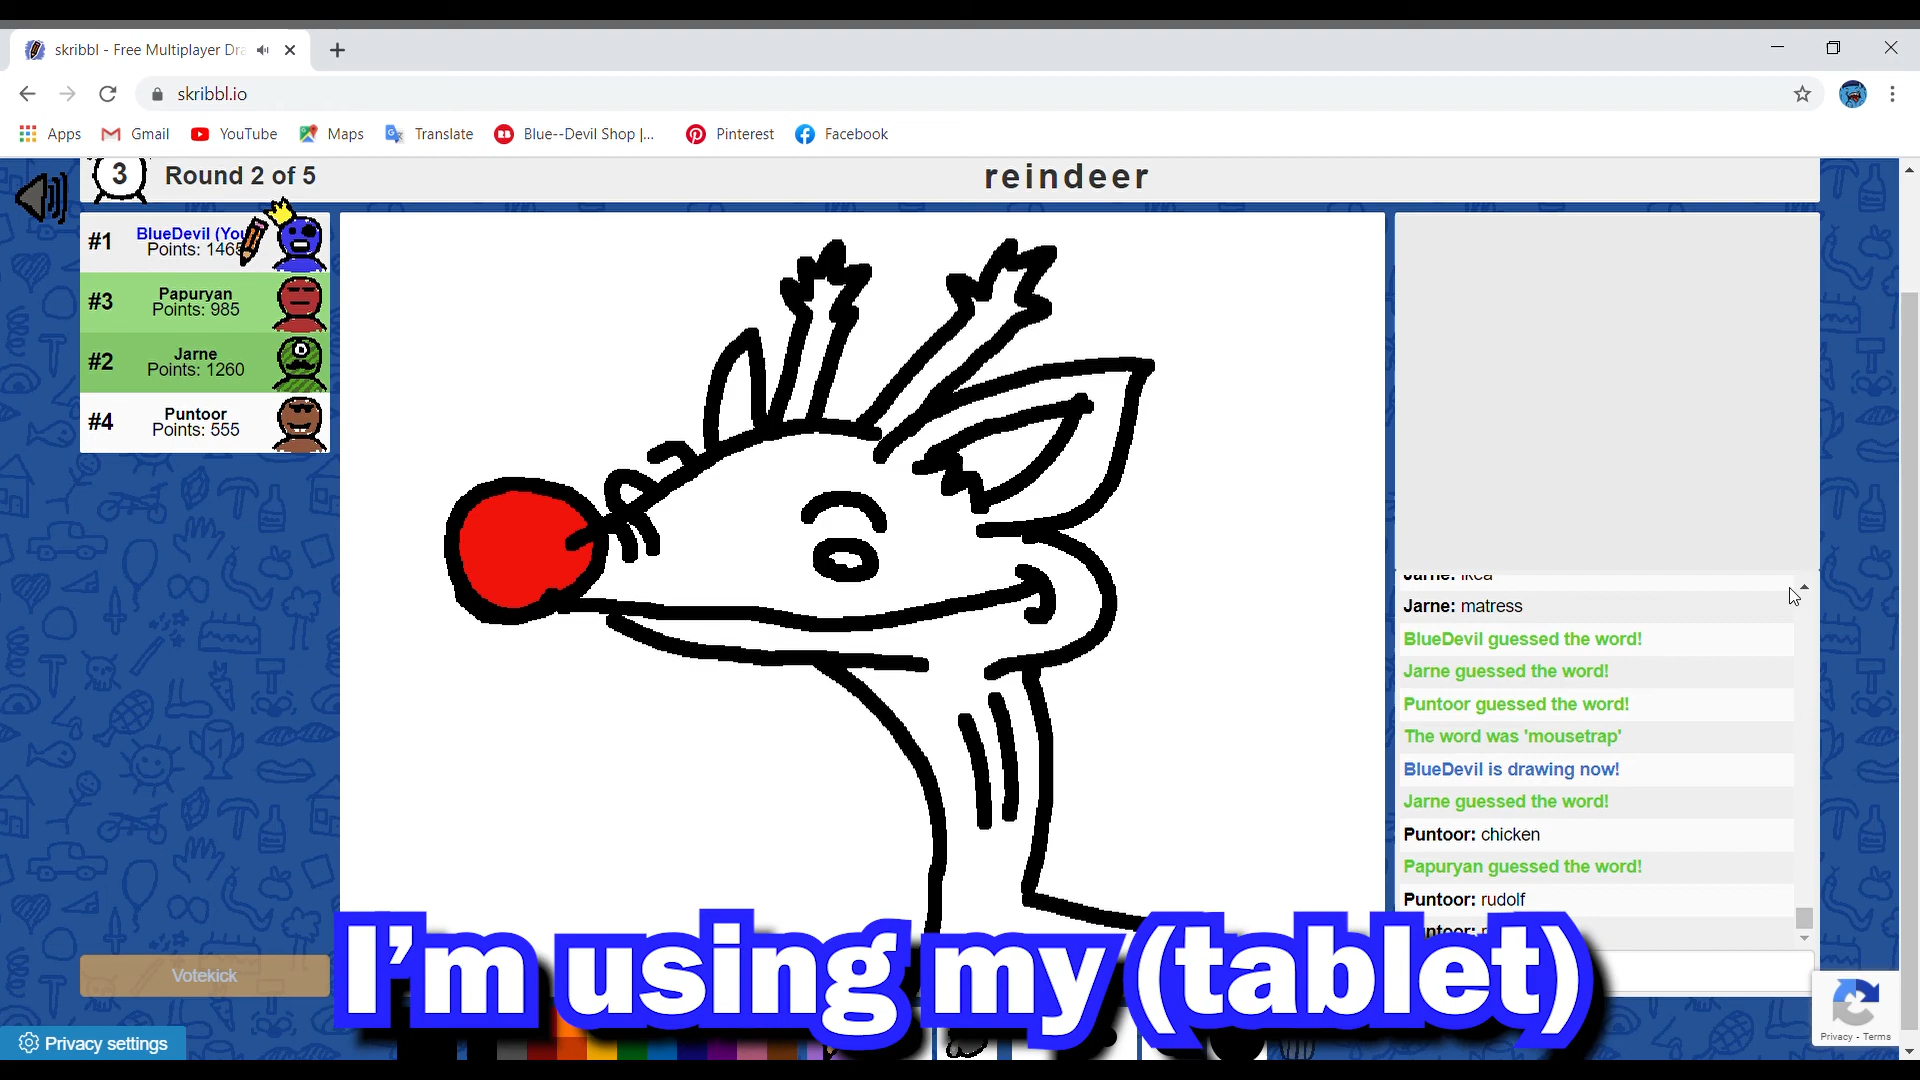 skribbl - Free Multiplayer Dra
skribbl.io
Apps Gmail YouTube Maps Translate Blue--Devil Shop |... Pinterest Facebook
3 Round 2 of 5 reindeer
#1 BlueDevil (You
Points: 1465
#3 Papuryan
Points: 985
#2 Jarne
Points: 1260
#4 Puntoor
Points: 555
Jarne: ikea
Jarne: matress
BlueDevil guessed the word!
Jarne guessed the word!
Puntoor guessed the word!
The word was 'mousetrap'
BlueDevil is drawing now!
Jarne guessed the word!
Puntoor: chicken
Papuryan guessed the word!
Puntoor: rudolf
Votekick
I'm using my (tablet)
Privacy settings
Privacy - Terms